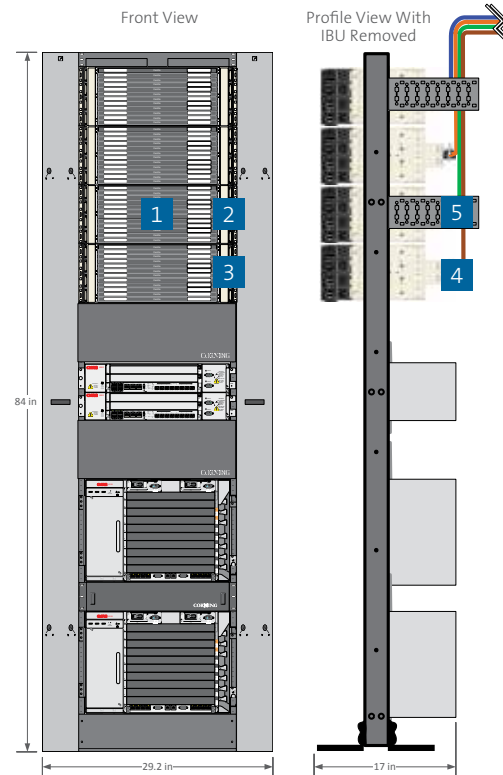 Front View
Profile View With
IBU Removed
84 in
1
2
3
4
5
CORNING
CORNING
CORNING
29.2 in
17 in